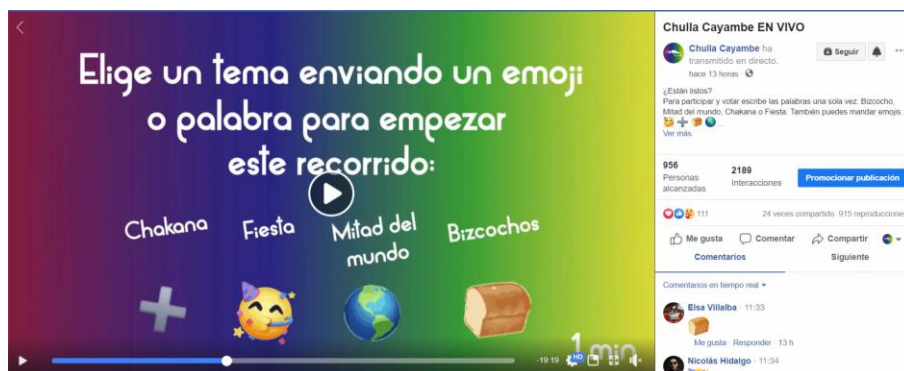 Elige un tema enviando un emoji
o palabra para empezar
este recorrido:
Chakana
Fiesta
Mitad del
mundo
Bizcochos
1 min
-19:19
HD
Chulla Cayambe EN VIVO
Chulla Cayambe ha
transmitido en directo.
hace 13 horas
Seguir
¿Están listos?
Para participar y votar escribe las palabras una sola vez: Bizcocho,
Mitad del mundo, Chakana o Fiesta. También puedes mandar emojis:
...
Ver más
956
Personas
alcanzadas
2189
Interacciones
Promocionar publicación
111
24 veces compartido 915 reproducciones
Me gusta
Comentar
Compartir
Comentarios
Siguiente
Comentarios en tiempo real
Elsa Villalba · 11:33
Me gusta · Responder · 13 h
Nicolás Hidalgo · 11:34